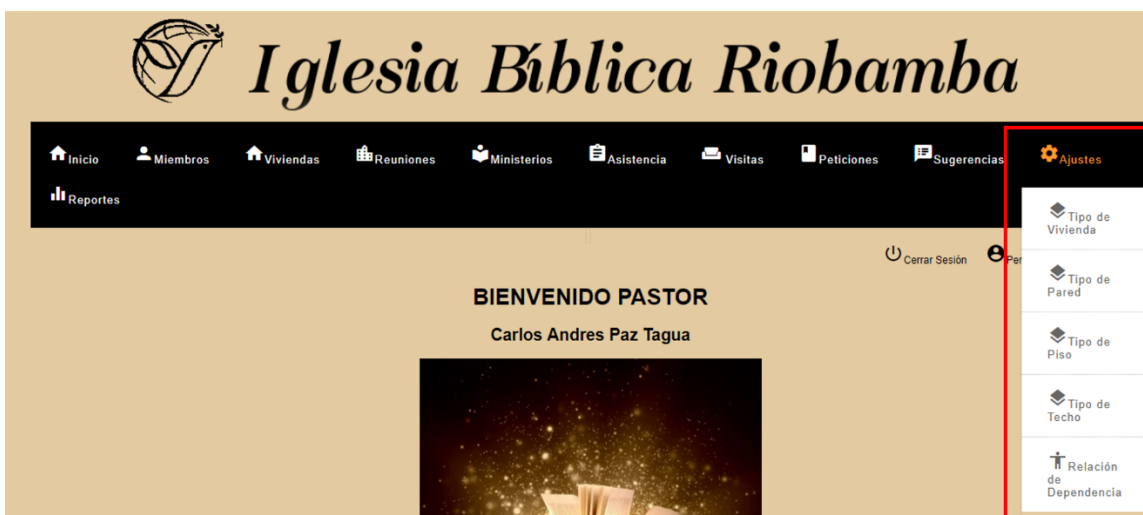 Iglesia Bíblica Riobamba
Inicio Miembros Viviendas Reuniones Ministerios Asistencia Visitas Peticiones Sugerencias Ajustes
Reportes
Tipo de
Vivienda
Cerrar Sesión
Tipo de
Pared
BIENVENIDO PASTOR
Carlos Andres Paz Tagua
Tipo de
Piso
Tipo de
Techo
Relación
de
Dependencia